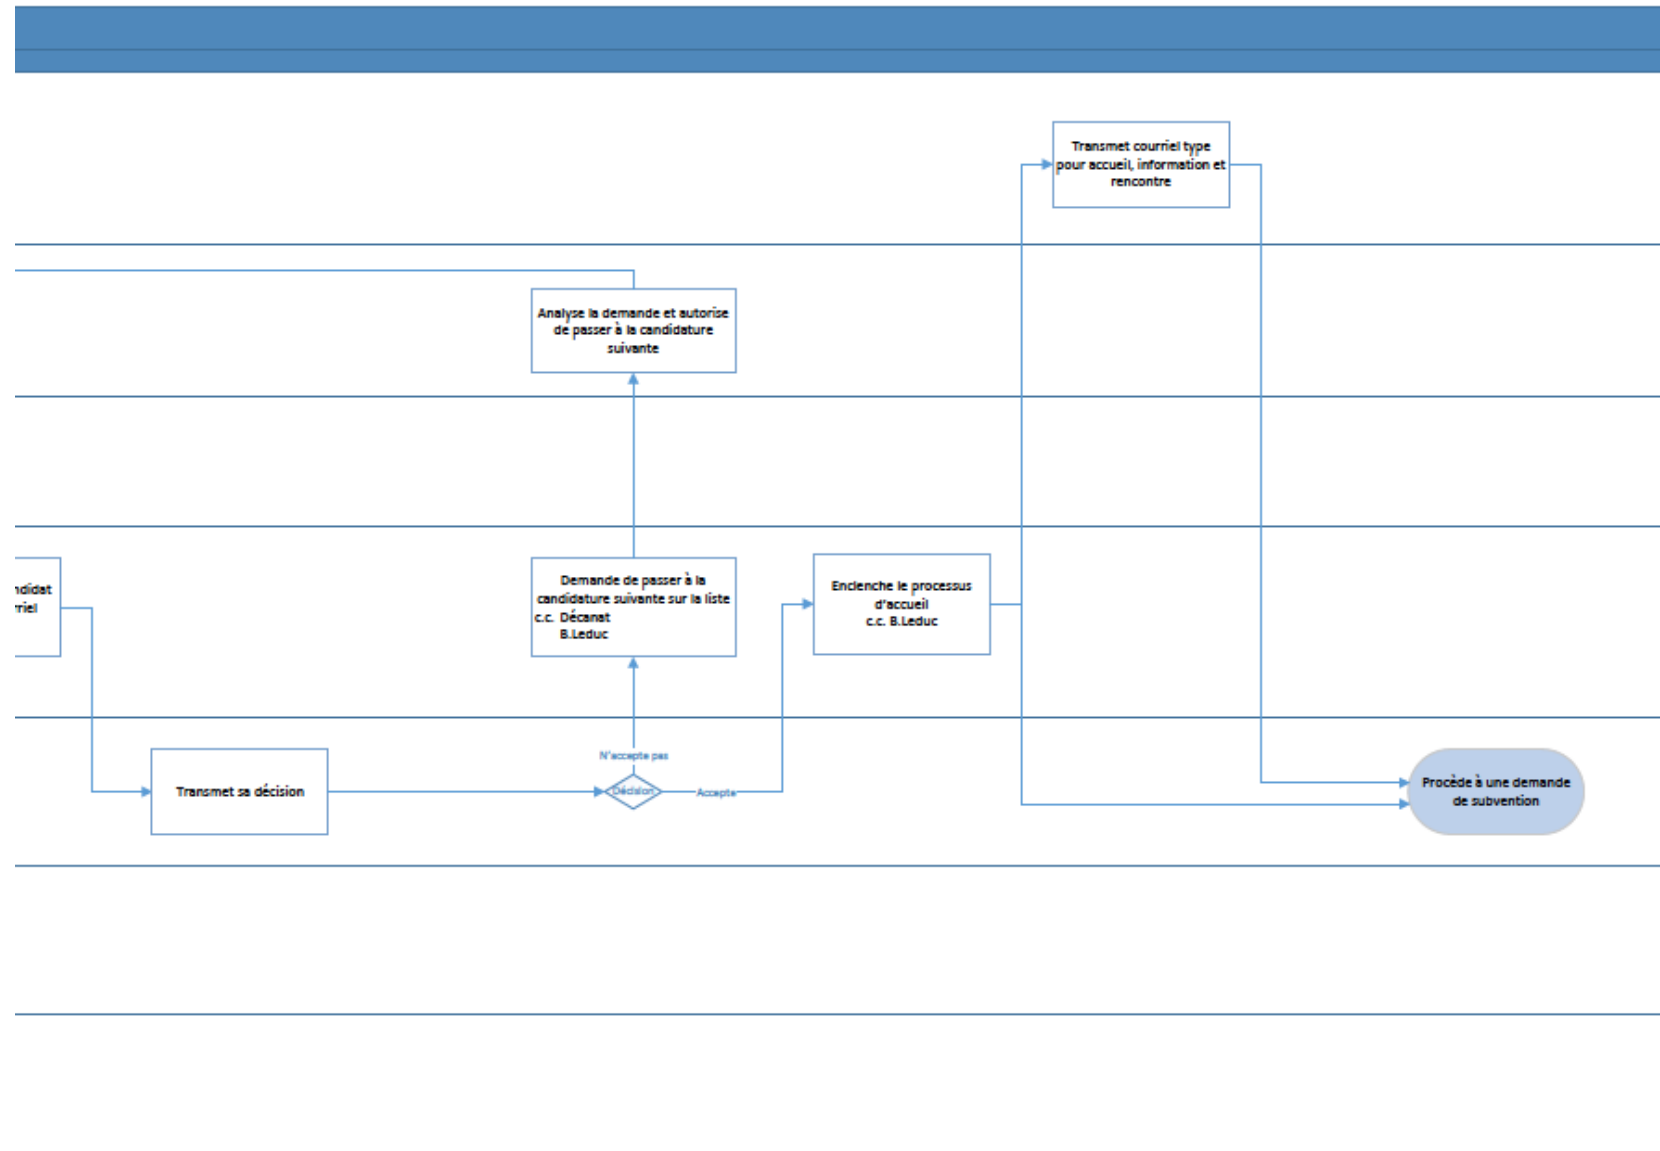 Transmet courriel type
pour accueil, information et
rencontre
Analyse la demande et autorise
de passer à la candidature
suivante
ndidat
rriel
Demande de passer à la
candidature suivante sur la liste
c.c. Décanat
B.Leduc
Enclenche le processus
d'accueil
c.c. B.Leduc
Transmet sa décision
N'accepte pas
Décision
Accepte
Procède à une demande
de subvention